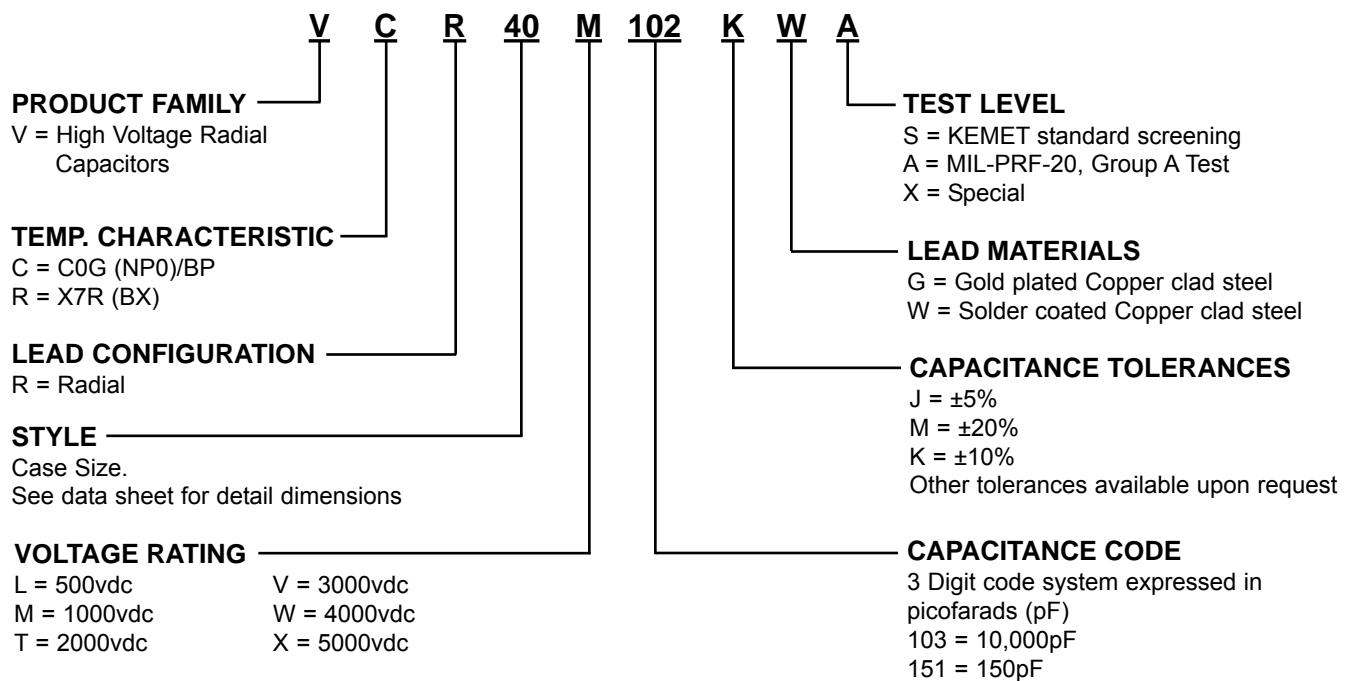 V C R 40 M 102 K W A
PRODUCT FAMILY
V = High Voltage Radial
Capacitors
TEMP. CHARACTERISTIC
C = C0G (NP0)/BP
R = X7R (BX)
LEAD CONFIGURATION
R = Radial
STYLE
Case Size.
See data sheet for detail dimensions
VOLTAGE RATING
L = 500vdc V = 3000vdc
M = 1000vdc W = 4000vdc
T = 2000vdc X = 5000vdc
TEST LEVEL
S = KEMET standard screening
A = MIL-PRF-20, Group A Test
X = Special
LEAD MATERIALS
G = Gold plated Copper clad steel
W = Solder coated Copper clad steel
CAPACITANCE TOLERANCES
J = ±5%
M = ±20%
K = ±10%
Other tolerances available upon request
CAPACITANCE CODE
3 Digit code system expressed in
picofarads (pF)
103 = 10,000pF
151 = 150pF